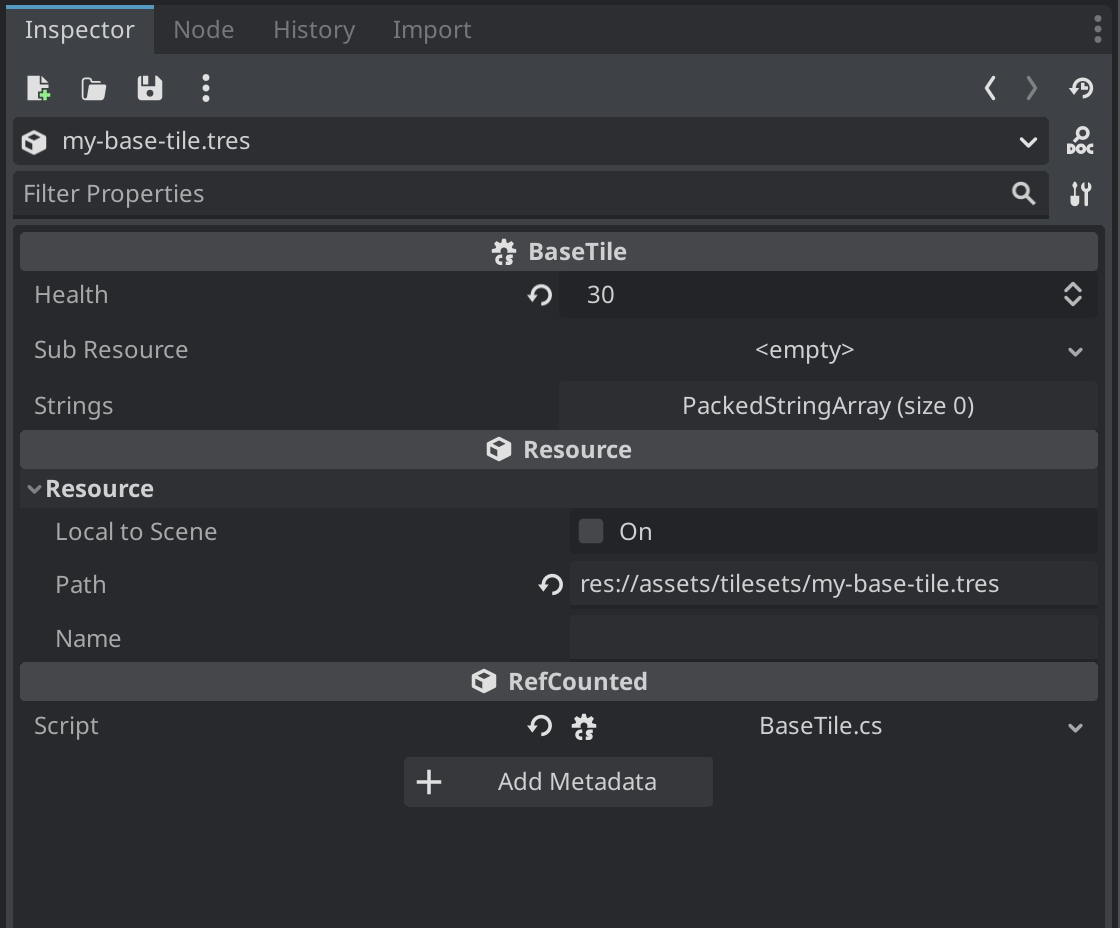 Inspector Node History Import
my-base-tile.tres
DOC
Filter Properties
BaseTile
Health 30
Sub Resource <empty>
Strings PackedStringArray (size 0)
Resource
Resource
Local to Scene On
Path res://assets/tilesets/my-base-tile.tres
Name
RefCounted
Script BaseTile.cs
Add Metadata